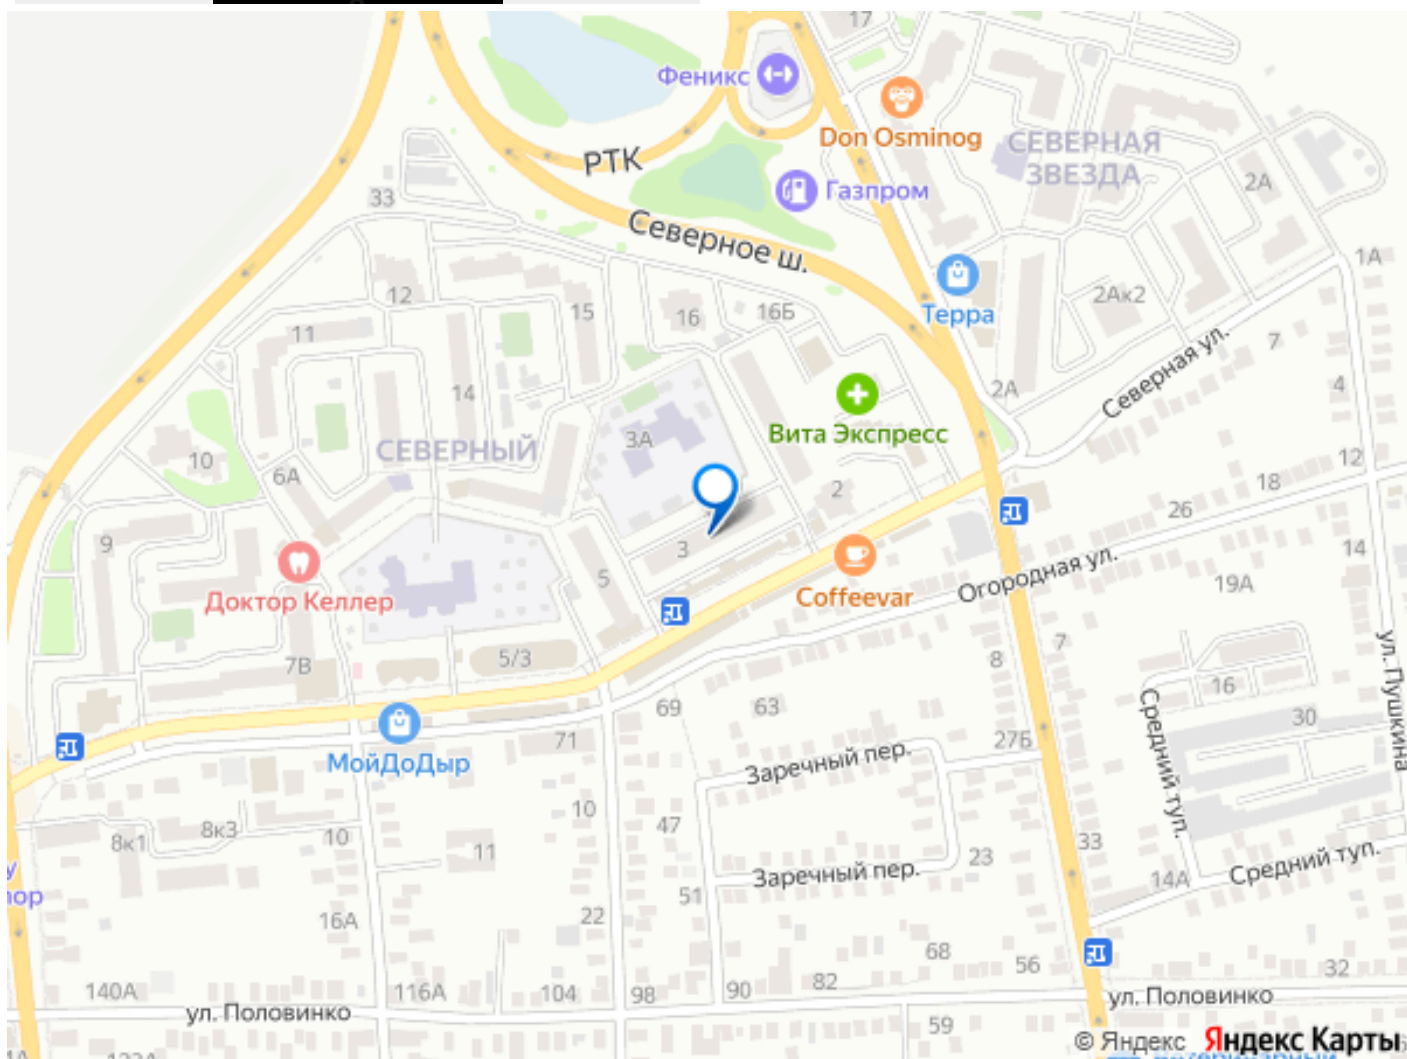 17
Феникс
Don Osminog
СЕВЕРНАЯ
ЗВЕЗДА
РТК
Газпром
2А
33
Северное ш.
1А
12
15
16
16Б
2Ак2
Терра
11
7
Северная ул.
14
2А
4
3А
Вита Экспресс
СЕВЕРНЫЙ
10
6А
12
2
18
26
9
3
14
Доктор Келлер
5
Coffeevar
Огородная ул.
19А
7В
5/3
8
7
ул. Пушкина
16
69
63
30
71
27Б
МойДоДыр
Заречный пер.
Средний туп.
8к1
8к3
10
10
47
11
33
23
Заречный пер.
14А
Средний туп.
51
16А
22
68
56
32
140А
116А
104
98
90
82
ул. Половинко
ул. Половинко
59
© Яндекс Яндекс Карты